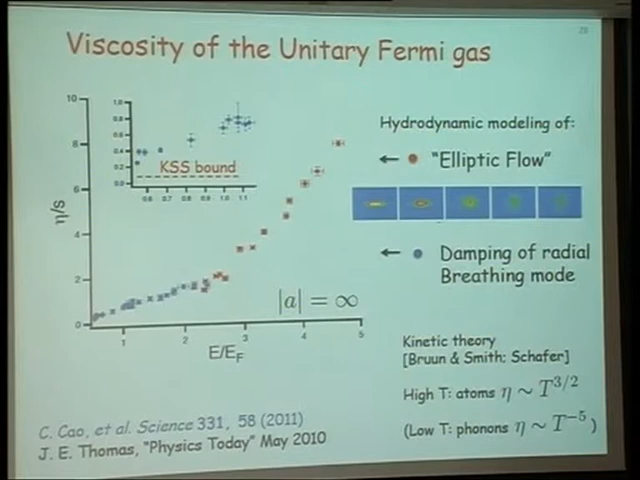 20
Viscosity of the Unitary Fermi gas
10
8
6
4
2
0
η/s
1.0
0.8
0.6
0.4
0.2
0.0
KSS bound
0.6 0.7 0.8 0.9 1.0 1.1
|a| = ∞
1 2 3 4 5
E/E_F
Hydrodynamic modeling of:
← • "Elliptic Flow"
← • Damping of radial
Breathing mode
Kinetic theory
[Bruun & Smith: Schafer]
High T: atoms η ~ T^{3/2}
(Low T: phonons η ~ T^{-5} )
C. Cao, et al. Science 331, 58 (2011)
J. E. Thomas, "Physics Today" May 2010